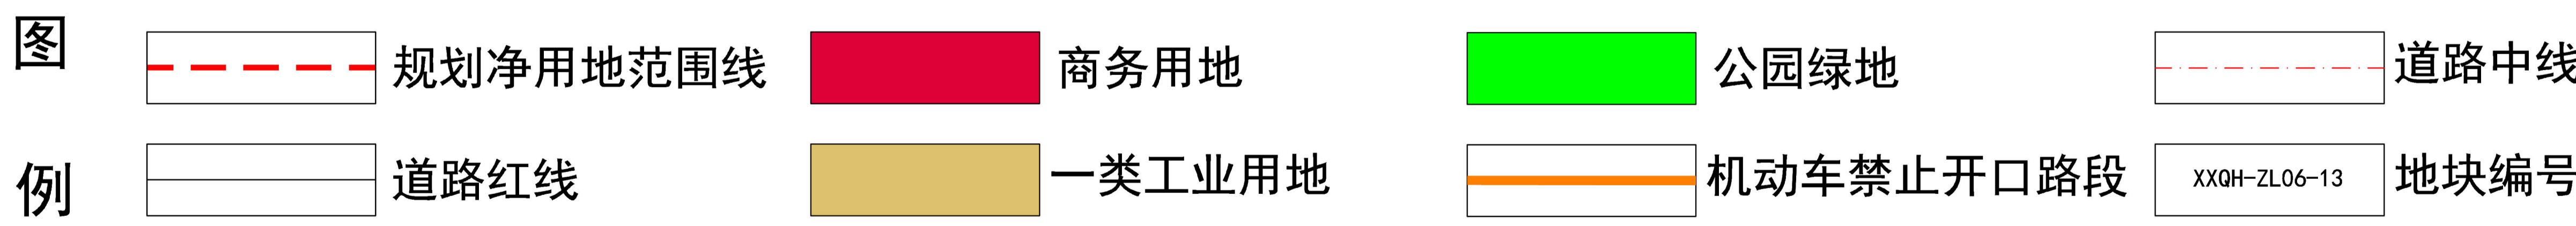 图例
规划净用地范围线 商务用地 公园绿地 道路中线
道路红线 一类工业用地 机动车禁止开口路段 XXQH-ZL06-13 地块编号